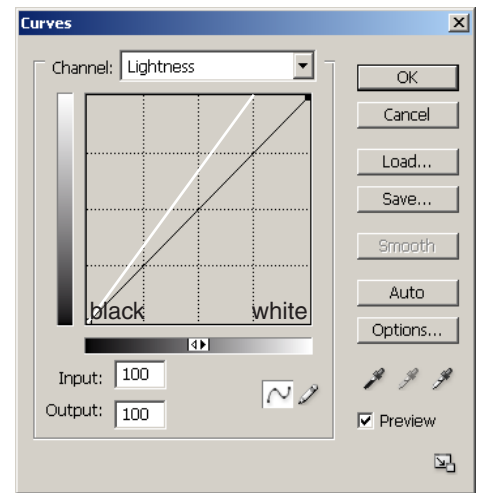 Curves
Channel: Lightness
OK
Cancel
Load...
Save...
Smooth
Auto
Options...
black white
Input: 100
Output: 100
Preview